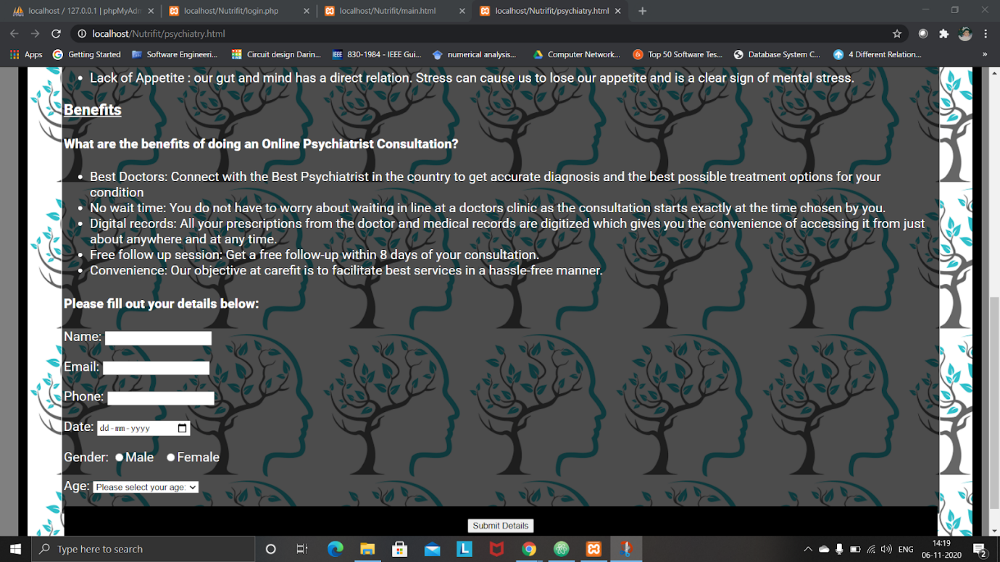 localhost / 127.0.0.1 | phpMyAdm
localhost/Nutrifit/login.php
localhost/Nutrifit/main.html
localhost/Nutrifit/psychiatry.html
localhost/Nutrifit/psychiatry.html
Apps
Getting Started
Software Engineeri...
Circuit design Darin...
IEEE 830-1984 - IEEE Gui...
numerical analysis...
Computer Network...
Top 50 Software Tes...
Database System C...
4 Different Relation...
»
• Lack of Appetite : our gut and mind has a direct relation. Stress can cause us to lose our appetite and is a clear sign of mental stress.
Benefits
What are the benefits of doing an Online Psychiatrist Consultation?
• Best Doctors: Connect with the Best Psychiatrist in the country to get accurate diagnosis and the best possible treatment options for your
condition
• No wait time: You do not have to worry about waiting in line at a doctors clinic as the consultation starts exactly at the time chosen by you.
• Digital records: All your prescriptions from the doctor and medical records are digitized which gives you the convenience of accessing it from just
about anywhere and at any time.
• Free follow up session: Get a free follow-up within 8 days of your consultation.
• Convenience: Our objective at carefit is to facilitate best services in a hassle-free manner.
Please fill out your details below:
Name:
Email:
Phone:
Date: dd-mm-yyyy
Gender: Male Female
Age: Please select your age:
Submit Details
Type here to search
L
ENG
14:19
06-11-2020
2